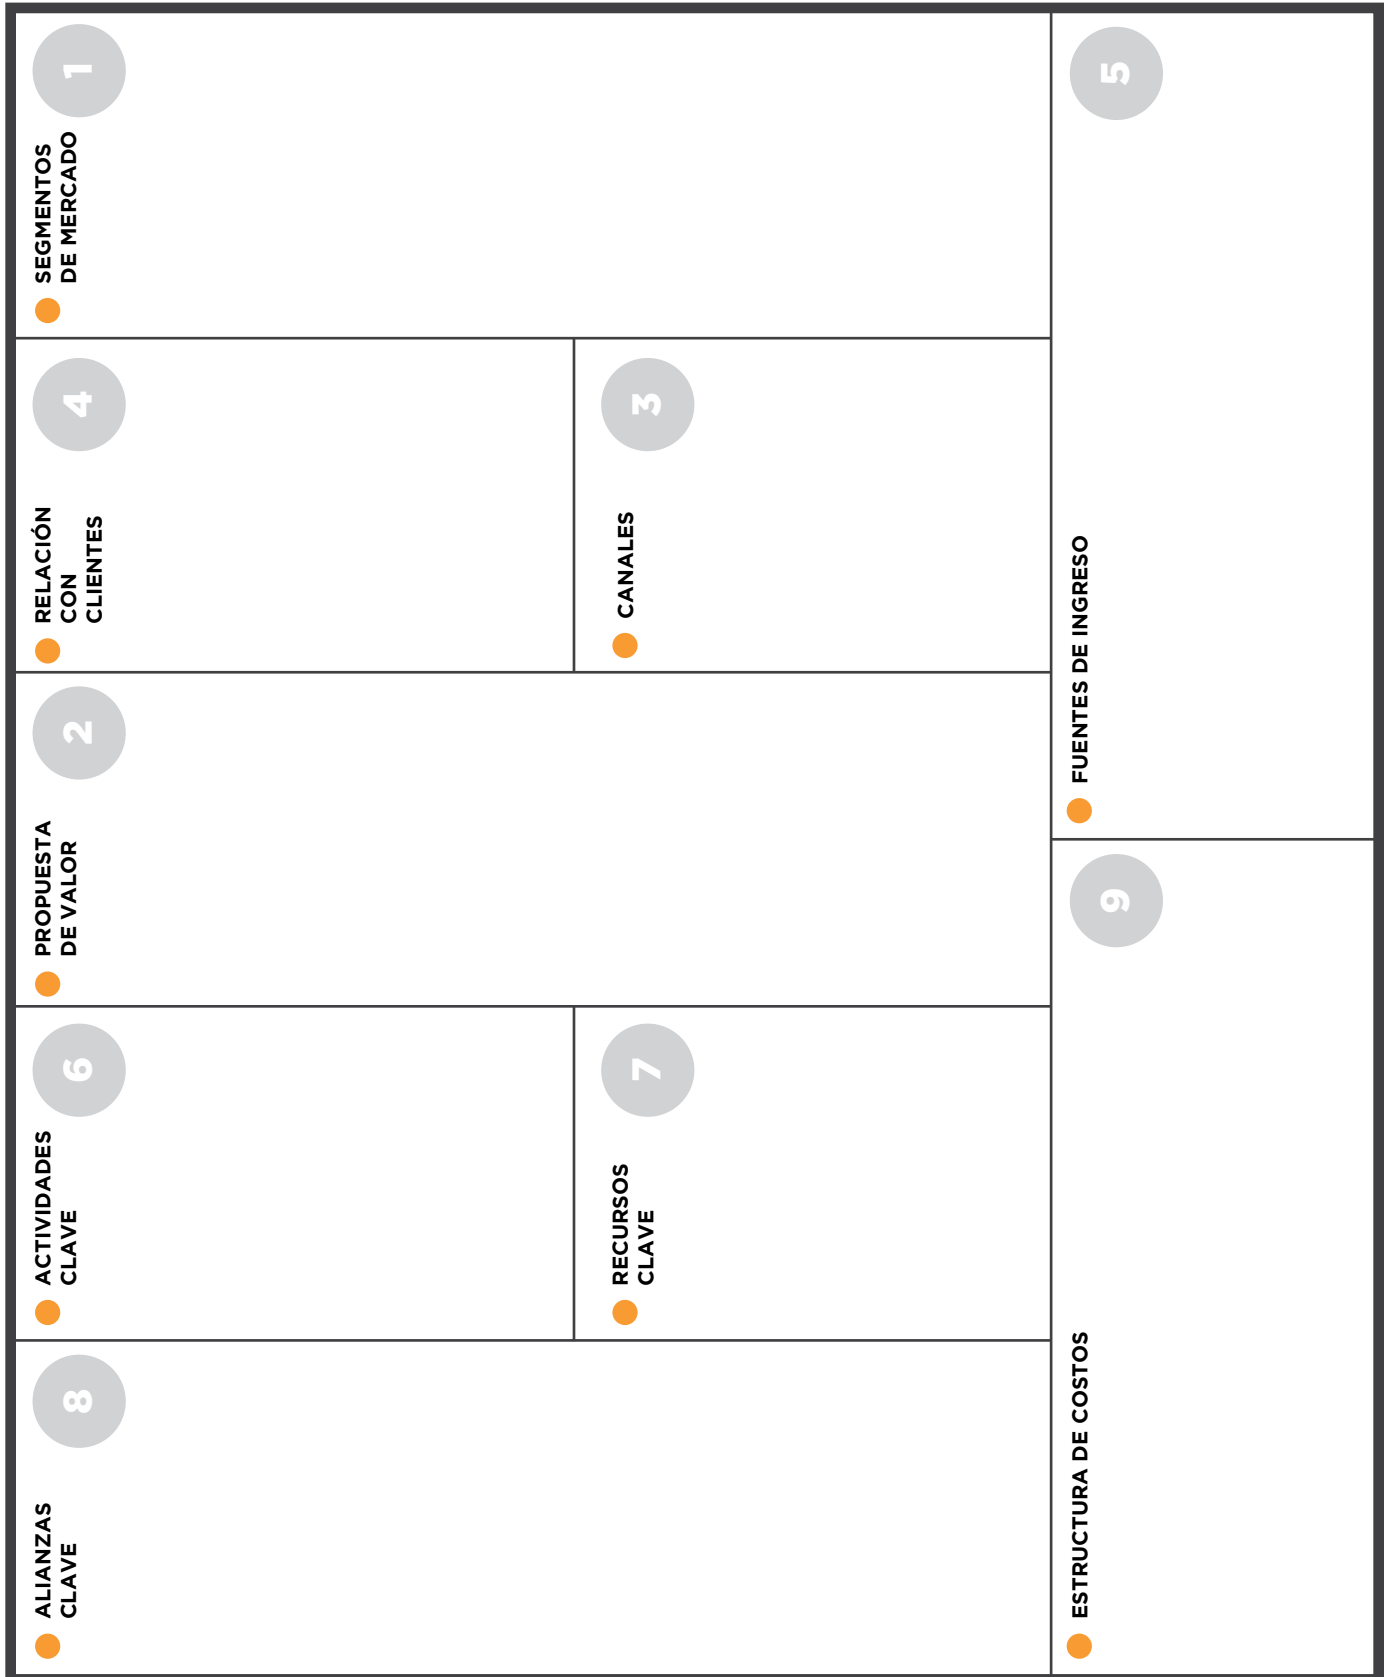 ALIANZAS
CLAVE
8
ACTIVIDADES
CLAVE
6
RECURSOS
CLAVE
7
PROPUESTA
DE VALOR
2
RELACIÓN
CON
CLIENTES
4
CANALES
3
SEGMENTOS
DE MERCADO
1
ESTRUCTURA DE COSTOS
9
FUENTES DE INGRESO
5